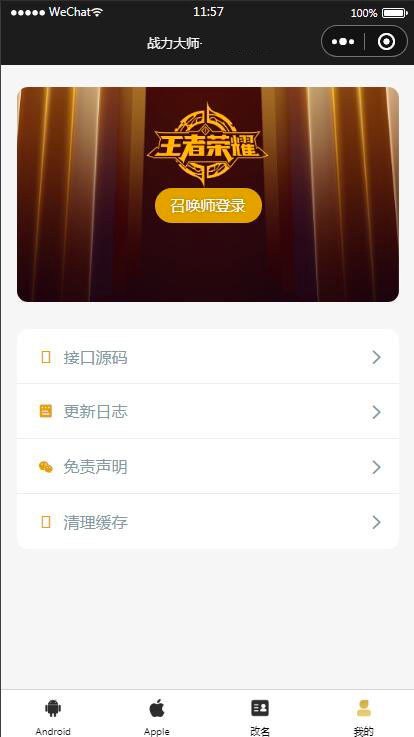 WeChat 11:57 100%
战力大师·
王者荣耀
召唤师登录
接口源码
更新日志
免责声明
清理缓存
Android Apple 改名 我的